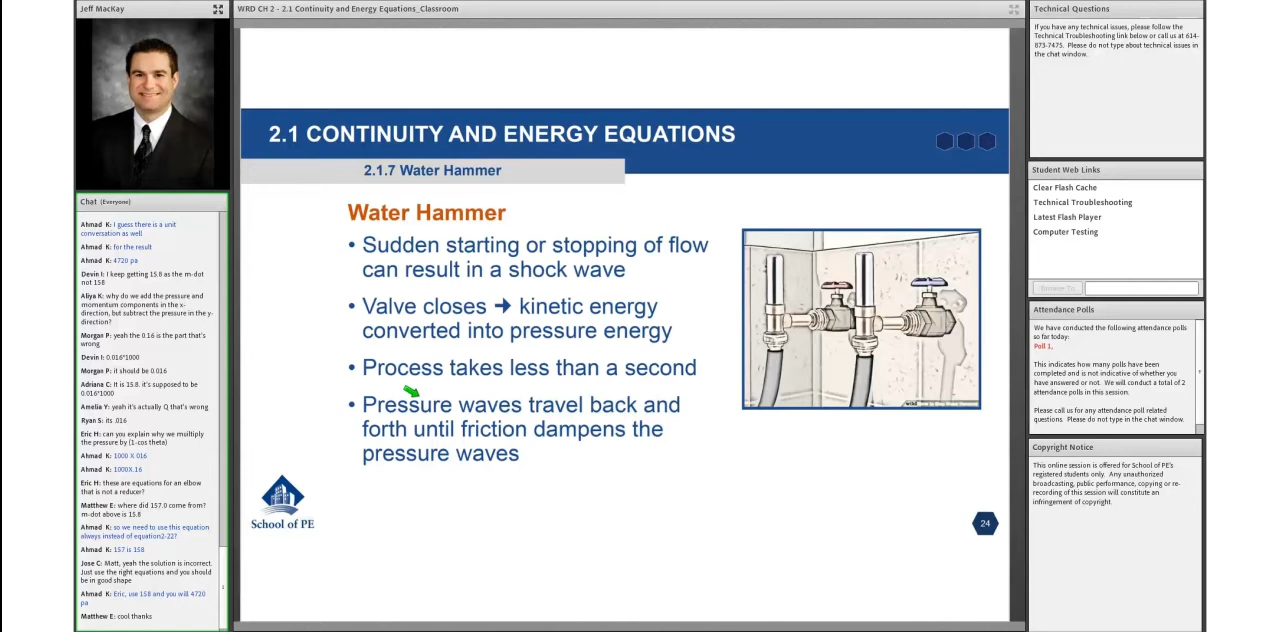 Jeff MacKay
Chat (Everyone)
Ahmad K: I guess there is a unit
conversation as well
Ahmad K: for the result
Ahmad K: 4720 pa
Devin I: I keep getting 15.8 as the m-dot
not 158
Aliya K: why do we add the pressure and
momentum components in the x-
direction, but subtract the pressure in the y-
direction?
Morgan P: yeah the 0.16 is the part that's
wrong
Devin I: 0.016*1000
Morgan P: it should be 0.016
Adriana C: It is 15.8. it's supposed to be
0.016*1000
Amelia Y: yeah it's actually Q that's wrong
Ryan S: its .016
Eric H: can you explain why we multiply
the pressure by (1-cos theta)
Ahmad K: 1000 X 016
Ahmad K: 1000X.16
Eric H: these are equations for an elbow
that is not a reducer?
Matthew E: where did 157.0 come from?
m-dot above is 15.8
Ahmad K: so we need to use this equation
always instead of equation2-22?
Ahmad K: 157 is 158
Jose C: Matt, yeah the solution is incorrect.
Just use the right equations and you should
be in good shape
Ahmad K: Eric, use 158 and you will 4720
pa
Matthew E: cool thanks
WRD CH 2 - 2.1 Continuity and Energy Equations_Classroom
2.1 CONTINUITY AND ENERGY EQUATIONS
2.1.7 Water Hammer
Water Hammer
• Sudden starting or stopping of flow
can result in a shock wave
• Valve closes ➔ kinetic energy
converted into pressure energy
• Process takes less than a second
• Pressure waves travel back and
forth until friction dampens the
pressure waves
School of PE
24
Technical Questions
If you have any technical issues, please follow the
Technical Troubleshooting link below or call us at 614-
873-7475. Please do not type about technical issues in
the chat window.
Student Web Links
Clear Flash Cache
Technical Troubleshooting
Latest Flash Player
Computer Testing
Browse To
Attendance Polls
We have conducted the following attendance polls
so far today:
Poll 1,
This indicates how many polls have been
completed and is not indicative of whether you
have answered or not. We will conduct a total of 2
attendance polls in this session.
Please call us for any attendance poll related
questions. Please do not type in the chat window.
Copyright Notice
This online session is offered for School of PE's
registered students only. Any unauthorized
broadcasting, public performance, copying or re-
recording of this session will constitute an
infringement of copyright.